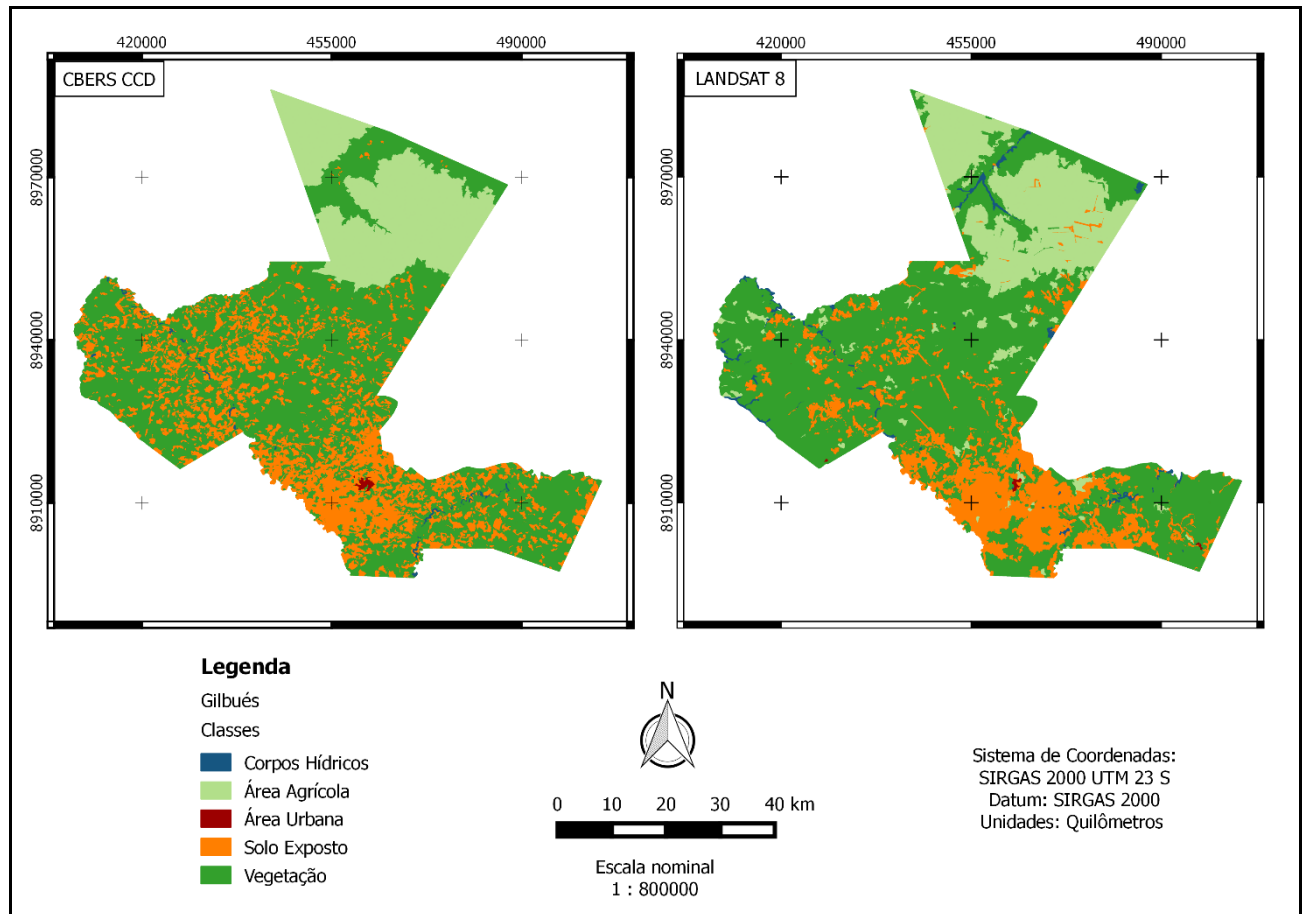 420000 455000 490000
CBERS CCD
8970000
8940000
8910000
420000 455000 490000
LANDSAT 8
8970000
8940000
8910000
Legenda
Gilbués
Classes
Corpos Hídricos
Área Agrícola
Área Urbana
Solo Exposto
Vegetação
N
0 10 20 30 40 km
Escala nominal
1 : 800000
Sistema de Coordenadas:
SIRGAS 2000 UTM 23 S
Datum: SIRGAS 2000
Unidades: Quilômetros